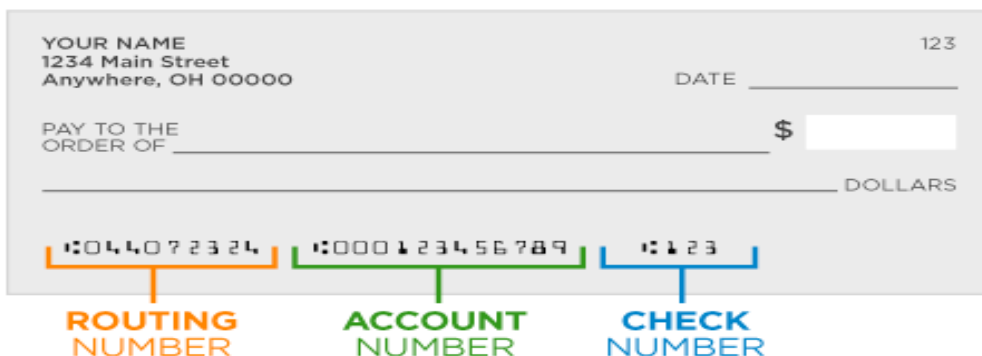 YOUR NAME 123
1234 Main Street
Anywhere, OH 00000
DATE
PAY TO THE
ORDER OF $
DOLLARS
⑆044072324 ⑆000123456789 ⑆123
ROUTING ACCOUNT CHECK
NUMBER NUMBER NUMBER